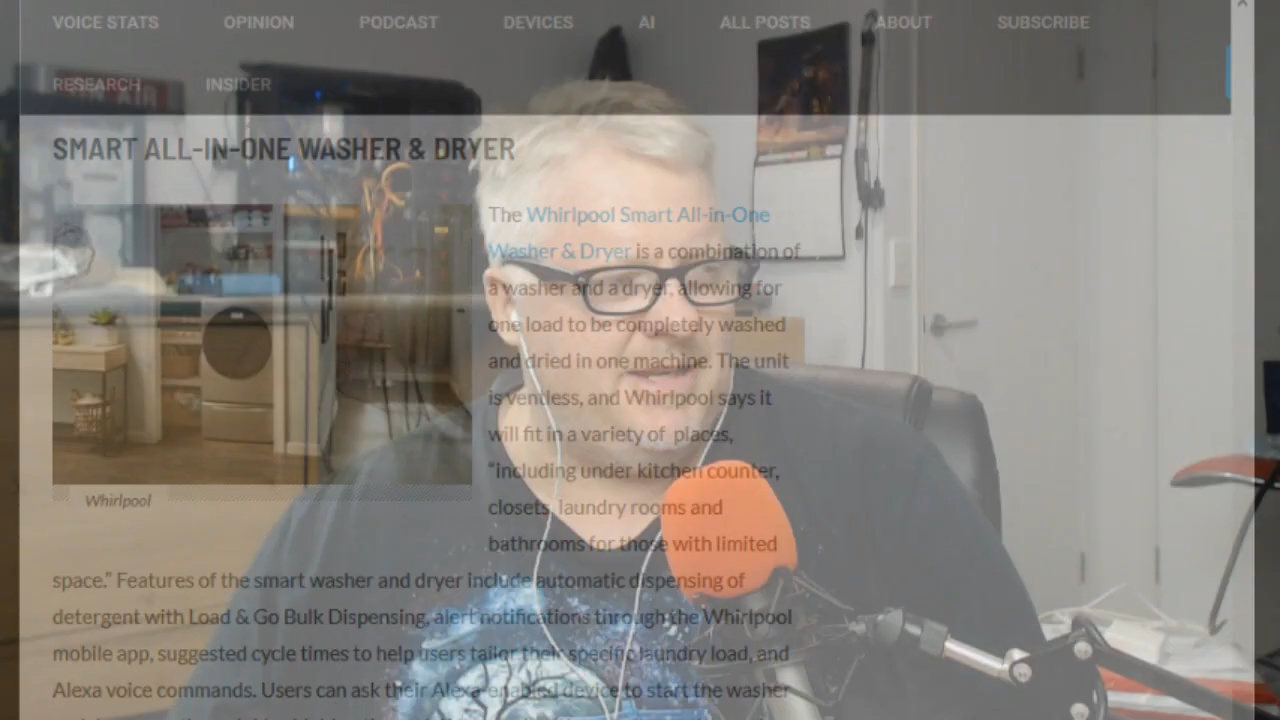 VOICE STATS OPINION PODCAST DEVICES AI ALL POSTS ABOUT SUBSCRIBE
RESEARCH INSIDER
SMART ALL-IN-ONE WASHER & DRYER
The Whirlpool Smart All-in-One
Washer & Dryer is a combination of
a washer and a dryer, allowing for
one load to be completely washed
and dried in one machine. The unit
is ventless, and Whirlpool says it
will fit in a variety of places,
“including under kitchen counter,
closets, laundry rooms and
bathrooms for those with limited
Whirlpool
space.” Features of the smart washer and dryer include automatic dispensing of
detergent with Load & Go Bulk Dispensing, alert notifications through the Whirlpool
mobile app, suggested cycle times to help users tailor their specific laundry load, and
Alexa voice commands. Users can ask their Alexa-enabled device to start the washer